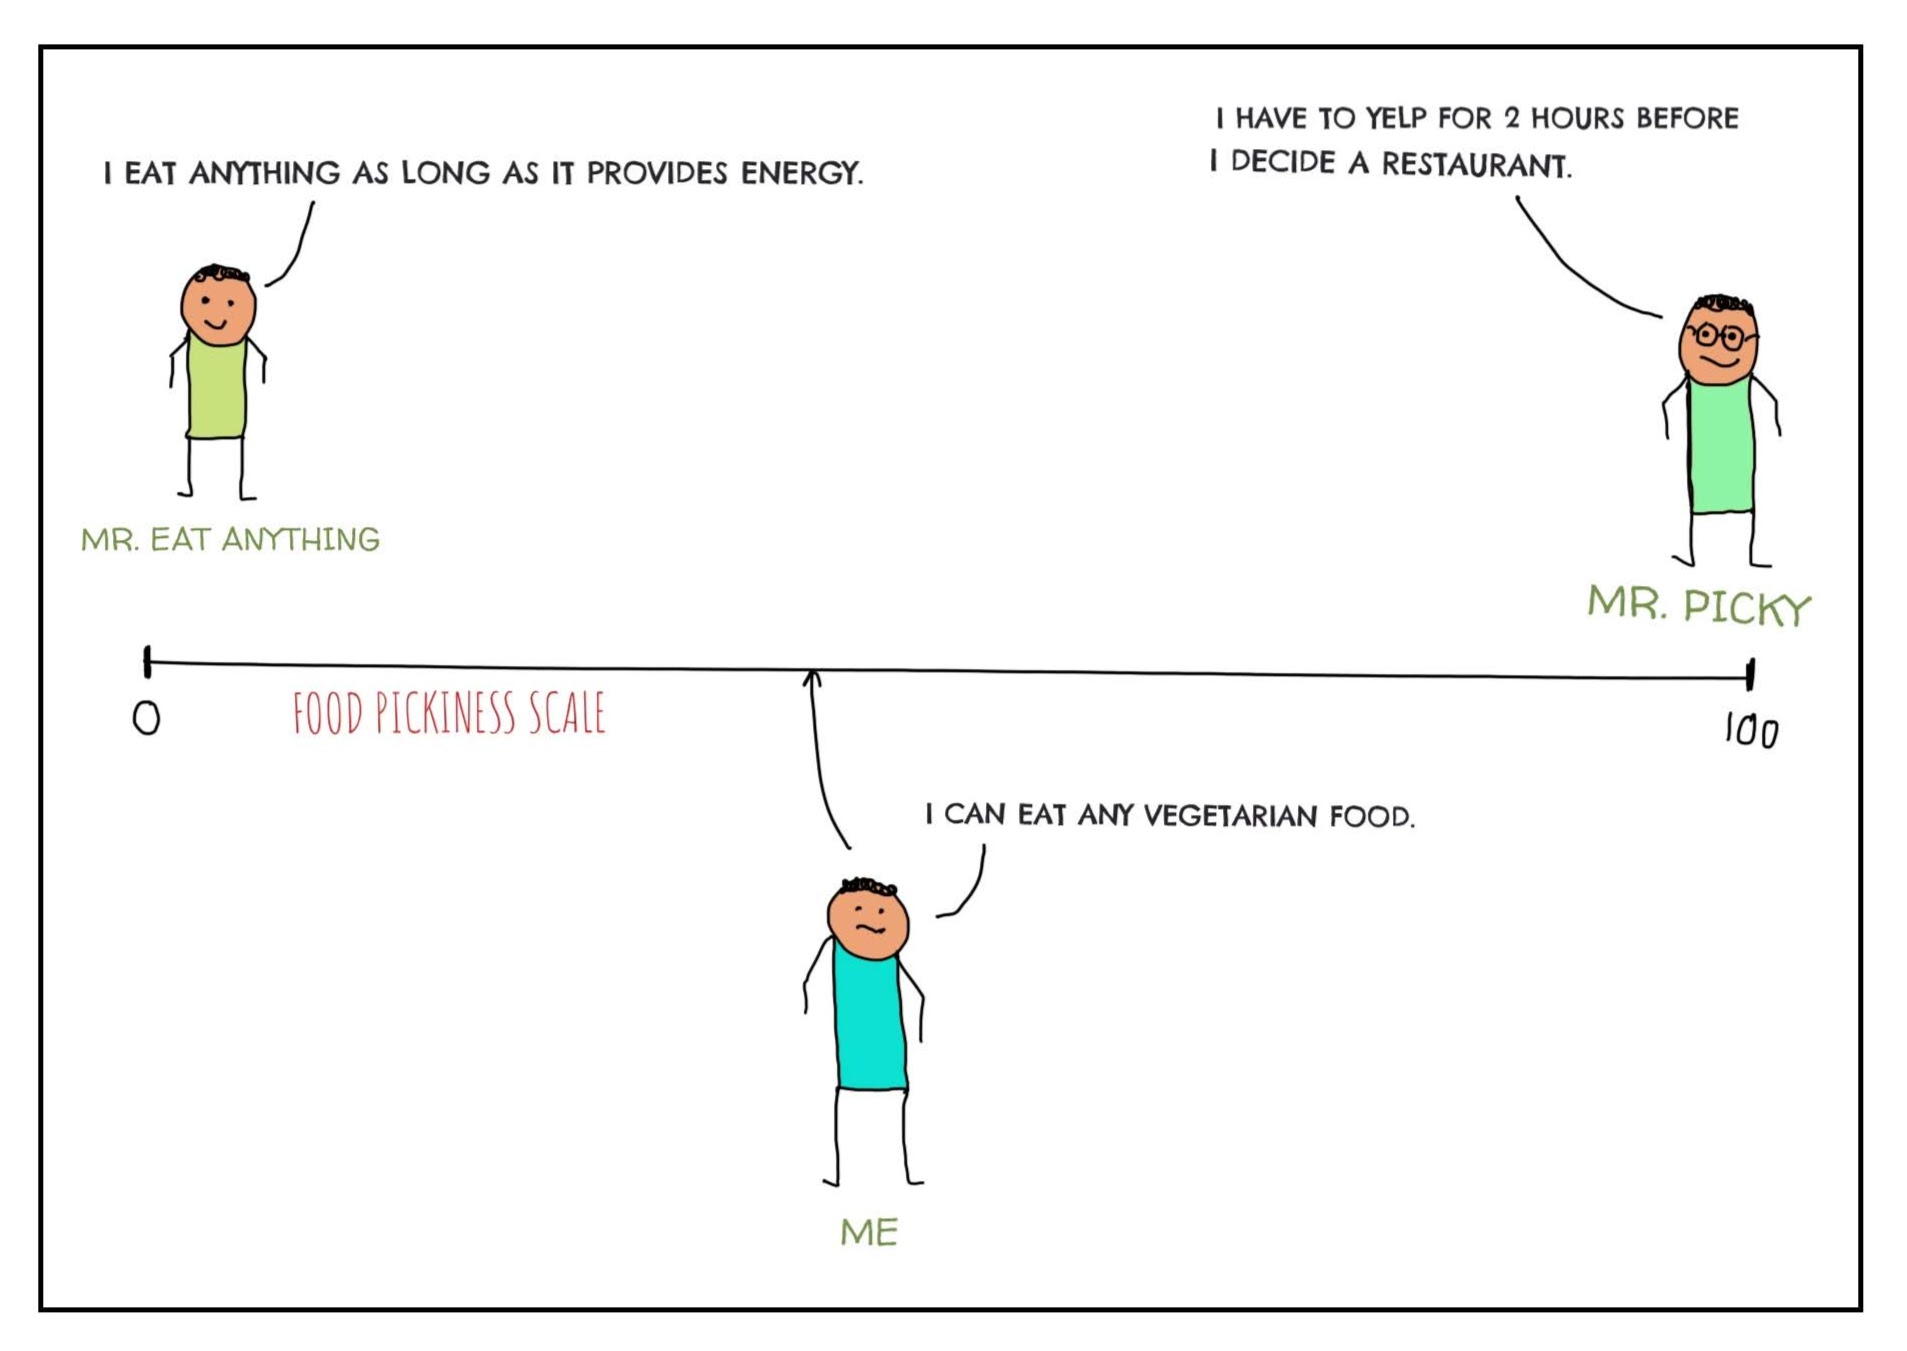 I HAVE TO YELP FOR 2 HOURS BEFORE
I DECIDE A RESTAURANT.
I EAT ANYTHING AS LONG AS IT PROVIDES ENERGY.
MR. EAT ANYTHING
MR. PICKY
0
FOOD PICKINESS SCALE
100
I CAN EAT ANY VEGETARIAN FOOD.
ME